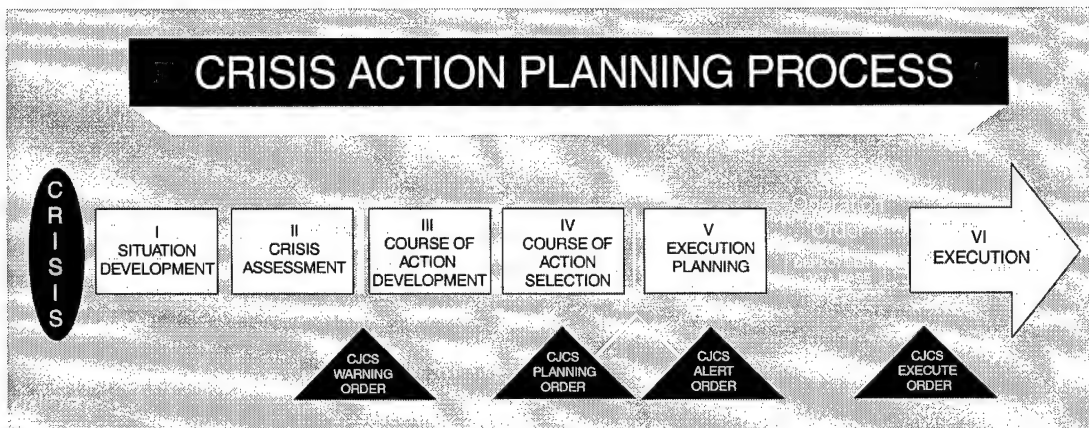 CRISIS ACTION PLANNING PROCESS
CRISIS
I
SITUATION
DEVELOPMENT
II
CRISIS
ASSESSMENT
III
COURSE OF
ACTION
DEVELOPMENT
IV
COURSE OF
ACTION
SELECTION
V
EXECUTION
PLANNING
VI
EXECUTION
CJCS
WARNING
ORDER
CJCS
PLANNING
ORDER
CJCS
ALERT
ORDER
CJCS
EXECUTE
ORDER